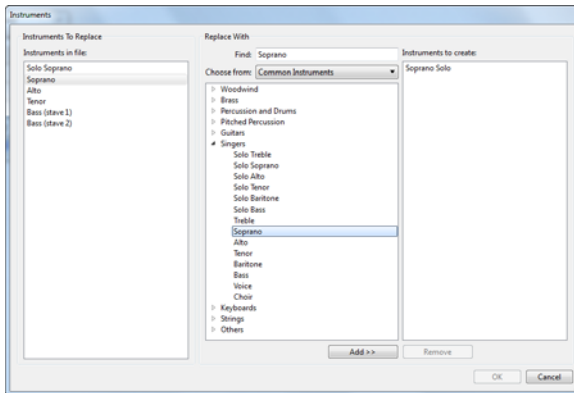 Instruments
Instruments To Replace
Instruments in file:
Solo Soprano
Soprano
Alto
Tenor
Bass (stave 1)
Bass (stave 2)
Replace With
Find: Soprano
Choose from: Common Instruments
Woodwind
Brass
Percussion and Drums
Pitched Percussion
Guitars
Singers
Solo Treble
Solo Soprano
Solo Alto
Solo Tenor
Solo Baritone
Solo Bass
Treble
Soprano
Alto
Tenor
Baritone
Bass
Voice
Choir
Keyboards
Strings
Others
Add >>
Instruments to create:
Soprano Solo
Remove
OK
Cancel